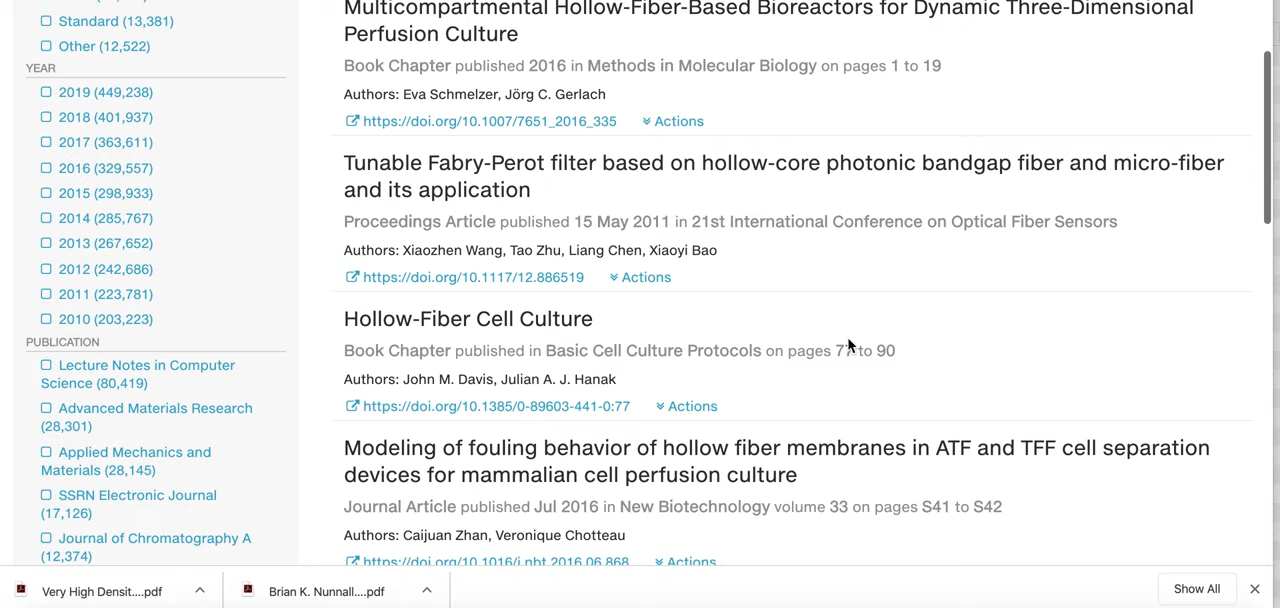 Standard (13,381)
Other (12,522)
YEAR
2019 (449,238)
2018 (401,937)
2017 (363,611)
2016 (329,557)
2015 (298,933)
2014 (285,767)
2013 (267,652)
2012 (242,686)
2011 (223,781)
2010 (203,223)
PUBLICATION
Lecture Notes in Computer
Science (80,419)
Advanced Materials Research
(28,301)
Applied Mechanics and
Materials (28,145)
SSRN Electronic Journal
(17,126)
Journal of Chromatography A
(12,374)
Multicompartmental Hollow-Fiber-Based Bioreactors for Dynamic Three-Dimensional
Perfusion Culture
Book Chapter published 2016 in Methods in Molecular Biology on pages 1 to 19
Authors: Eva Schmelzer, Jörg C. Gerlach
https://doi.org/10.1007/7651_2016_335 Actions
Tunable Fabry-Perot filter based on hollow-core photonic bandgap fiber and micro-fiber
and its application
Proceedings Article published 15 May 2011 in 21st International Conference on Optical Fiber Sensors
Authors: Xiaozhen Wang, Tao Zhu, Liang Chen, Xiaoyi Bao
https://doi.org/10.1117/12.886519 Actions
Hollow-Fiber Cell Culture
Book Chapter published in Basic Cell Culture Protocols on pages 77 to 90
Authors: John M. Davis, Julian A. J. Hanak
https://doi.org/10.1385/0-89603-441-0:77 Actions
Modeling of fouling behavior of hollow fiber membranes in ATF and TFF cell separation
devices for mammalian cell perfusion culture
Journal Article published Jul 2016 in New Biotechnology volume 33 on pages S41 to S42
Authors: Caijuan Zhan, Veronique Chotteau
https://doi.org/10.1016/j.nbt.2016.06.868 Actions
Very High Densit....pdf
Brian K. Nunnall....pdf
Show All